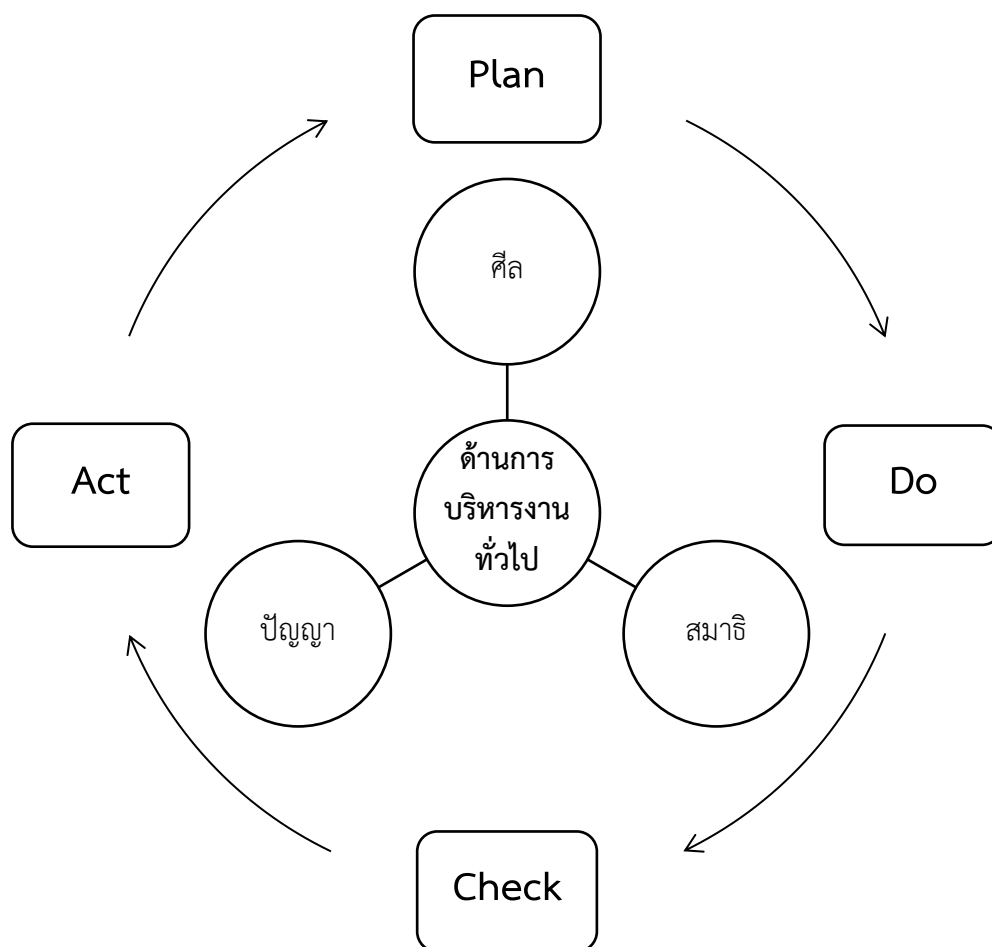 Plan
ศีล
Act
ด้านการ
บริหารงาน
ทั่วไป
Do
ปัญญา
สมาธิ
Check